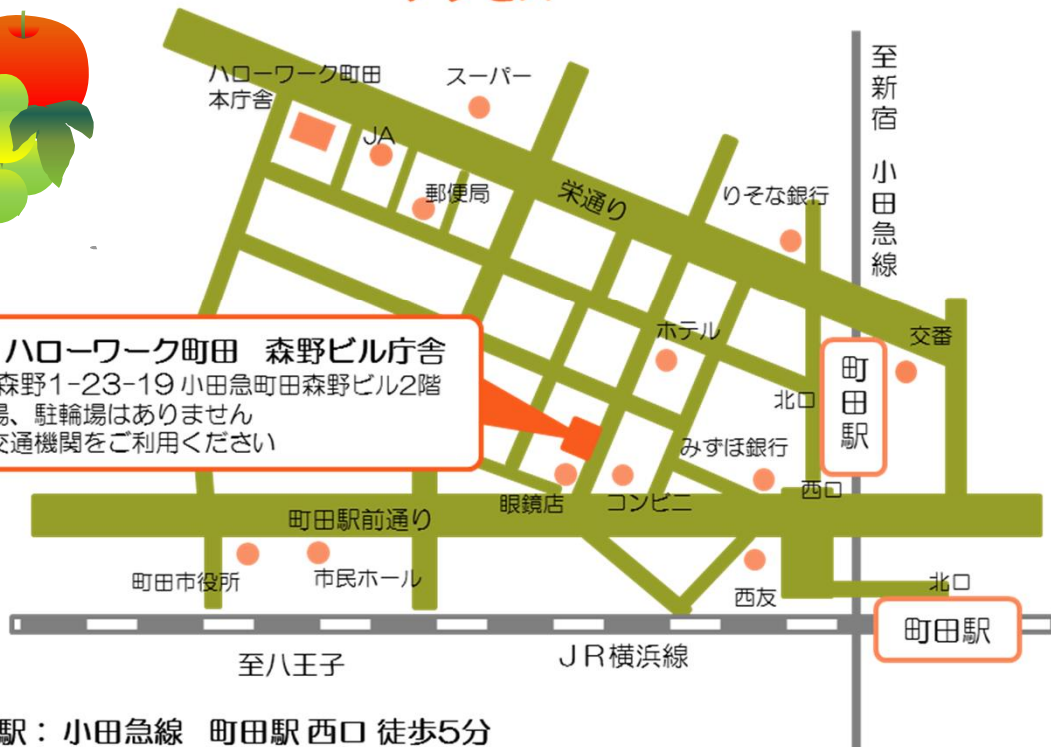 ハローワーク町田
本庁舎
スーパー
JA
郵便局
栄通り
りそな銀行
至新宿 小田急線
交番
ホテル
町田駅
北口
ハローワーク町田 森野ビル庁舎
森野1-23-19小田急町田森野ビル2階
駐輪場はありません
交通機関をご利用ください
みずほ銀行
西口
眼鏡店
コンビニ
町田駅前通り
町田市役所
市民ホール
西友
北口
町田駅
至八王子
JR横浜線
駅：小田急線 町田駅 西口 徒歩5分